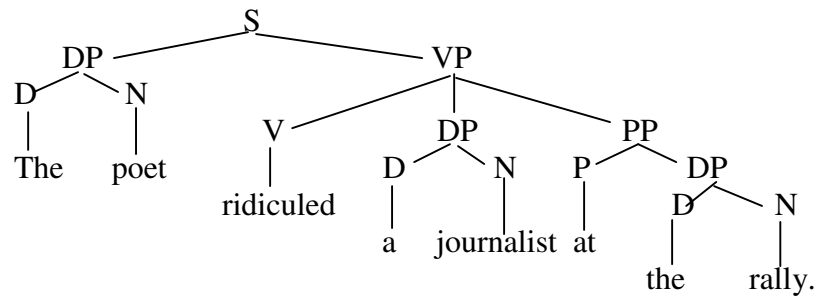 S
DP VP
D N
V DP PP
The poet D N P DP
ridiculed D N
a journalist at
the rally.